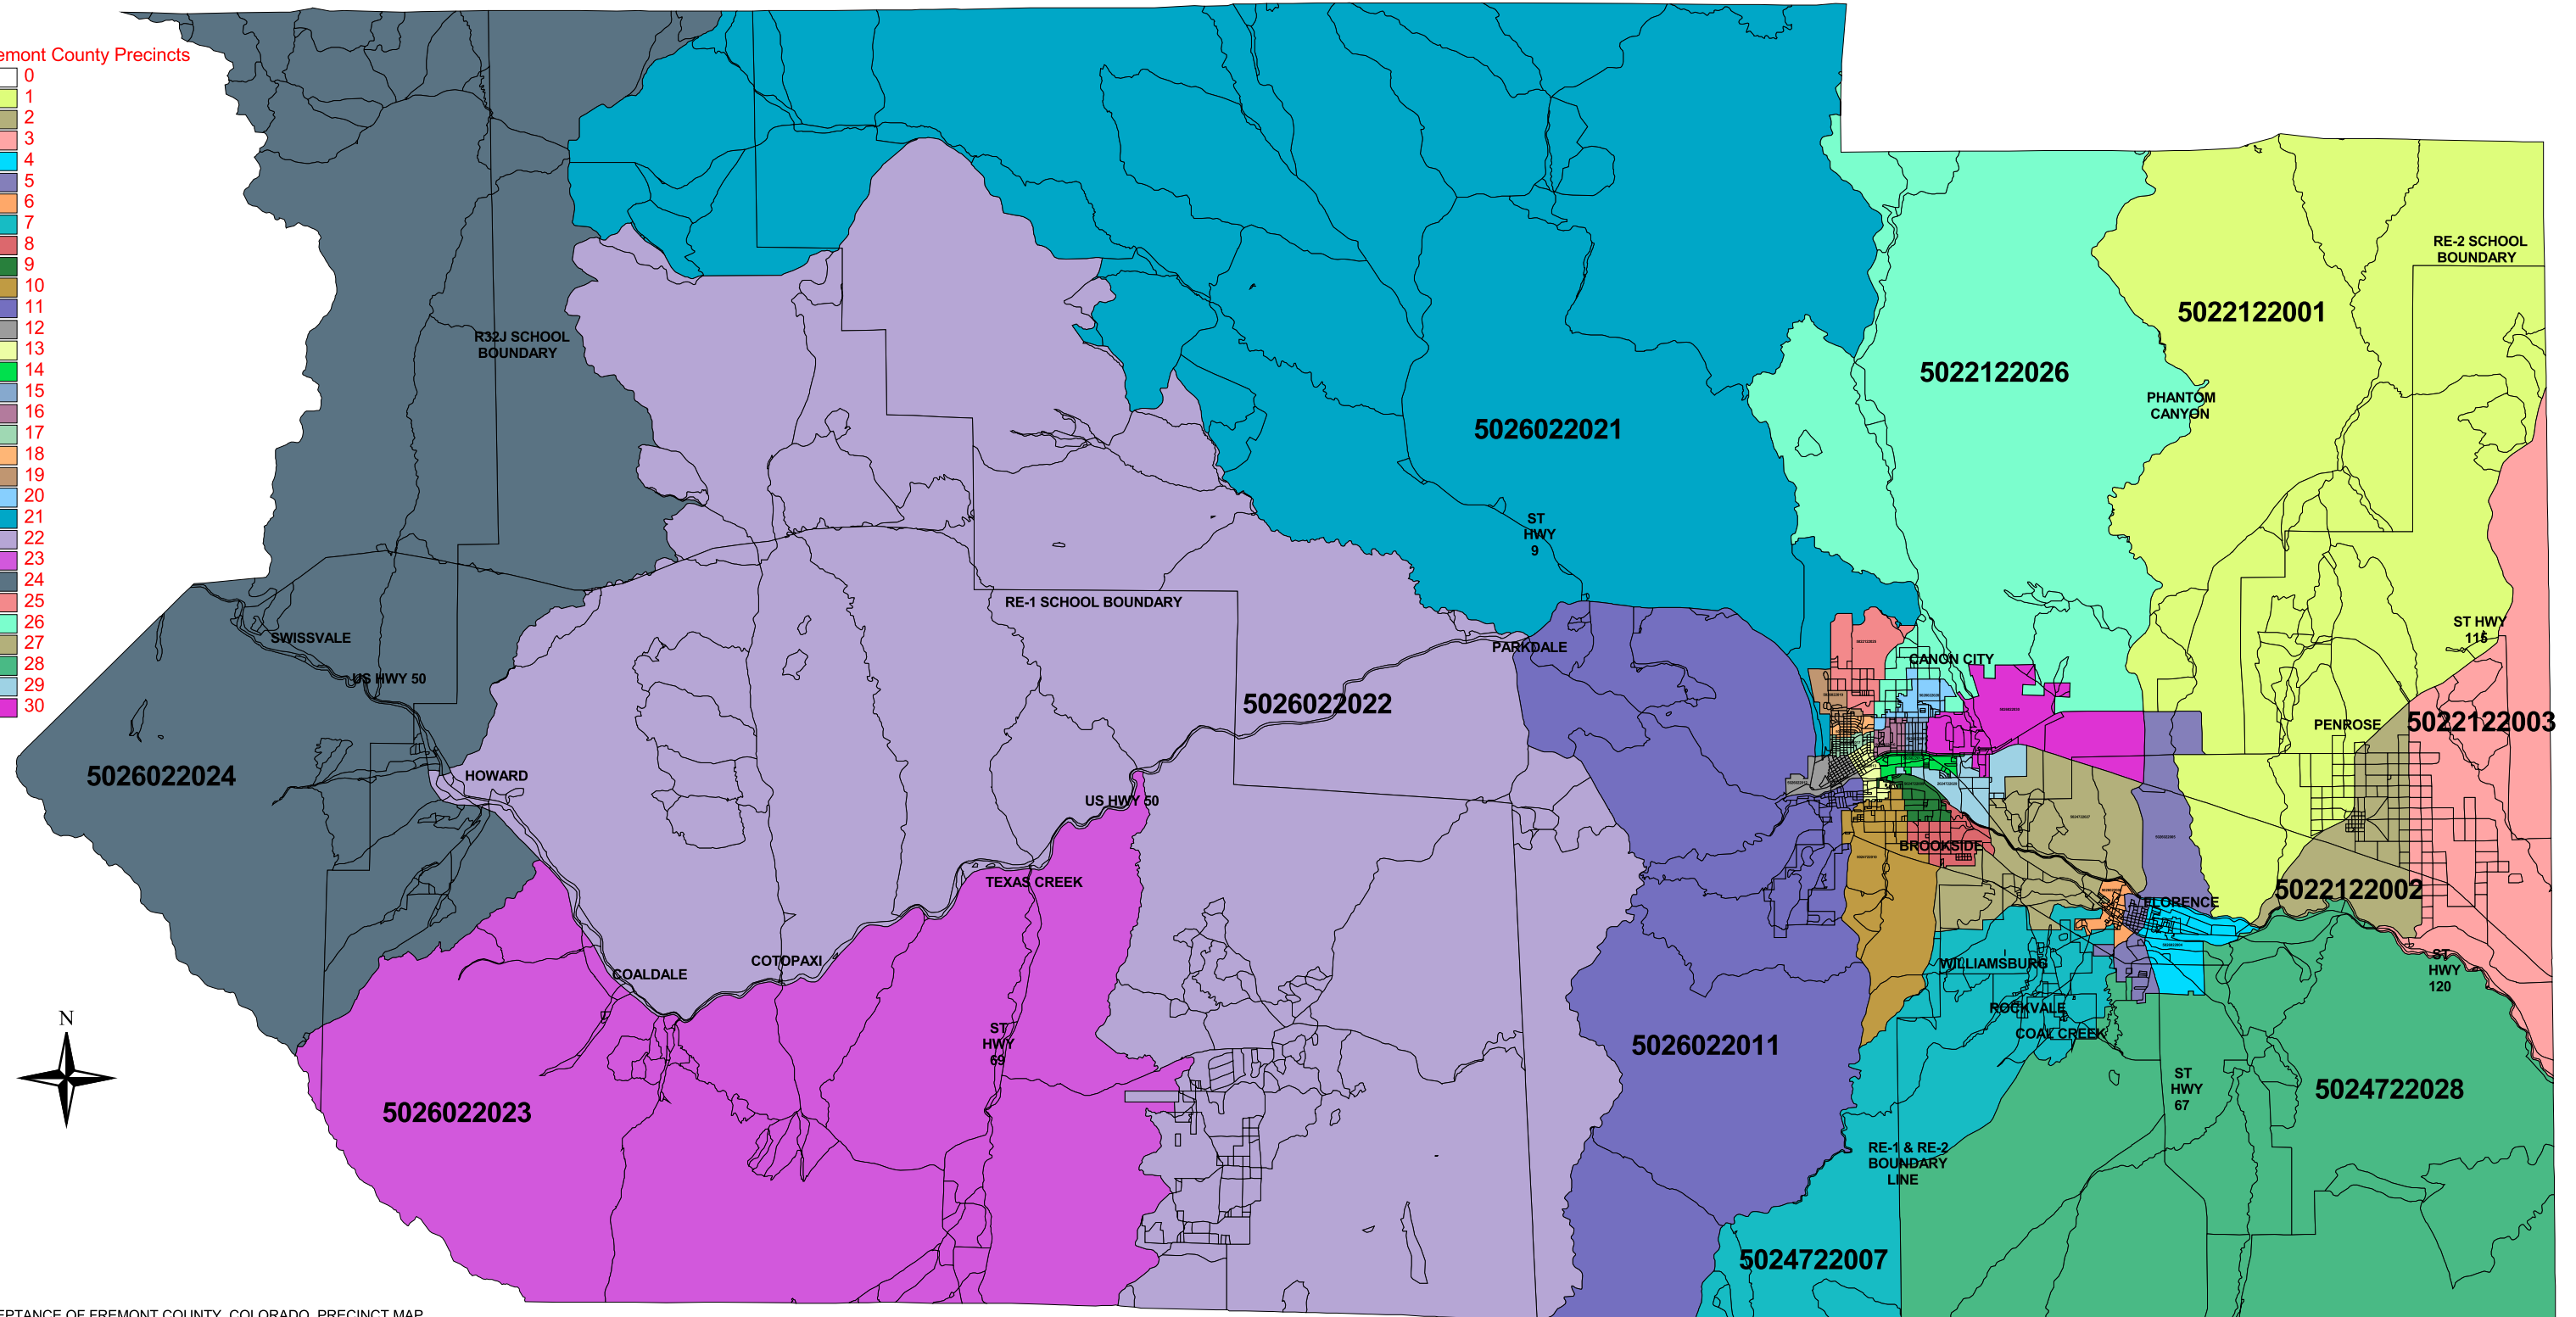 emont County Precincts
0
1
2
3
4
5
6
7
8
9
10
11
12
13
14
15
16
17
18
19
20
21
22
23
24
25
26
27
28
29
30
RE-2 SCHOOL
BOUNDARY
5022122001
R32J SCHOOL
BOUNDARY
5022122026
PHANTOM
CANYON
5026022021
ST
HWY
9
RE-1 SCHOOL BOUNDARY
ST HWY
115
SWISSVALE
PARKDALE
CANON CITY
US HWY 50
5026022022
PENROSE
5022122003
5026022024
HOWARD
US HWY 50
BROOKSIDE
TEXAS CREEK
5022122002
FLORENCE
COTOPAXI
WILLIAMSBURG
ST
HWY
120
COALDALE
ROCKVALE
N
ST
HWY
69
5026022011
COAL CREEK
ST
HWY
67
5024722028
5026022023
RE-1 & RE-2
BOUNDARY
LINE
5024722007
EPTANCE OF FREMONT COUNTY, COLORADO, PRECINCT MAP